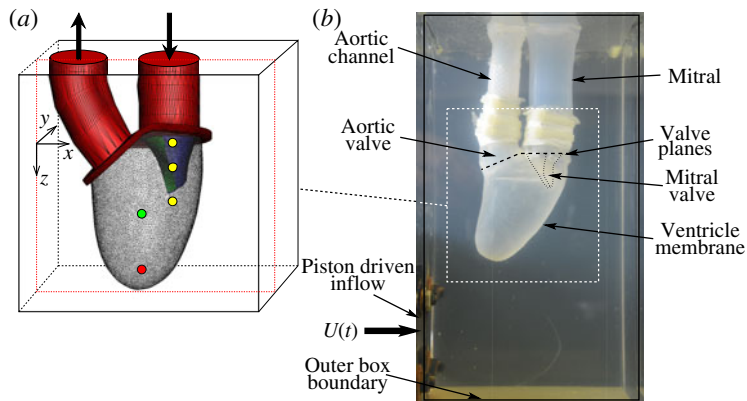 (a)
y
x
z
(b)
Aortic
channel
Mitral
Aortic
valve
Valve
planes
Mitral
valve
Ventricle
membrane
Piston driven
inflow
U(t)
Outer box
boundary